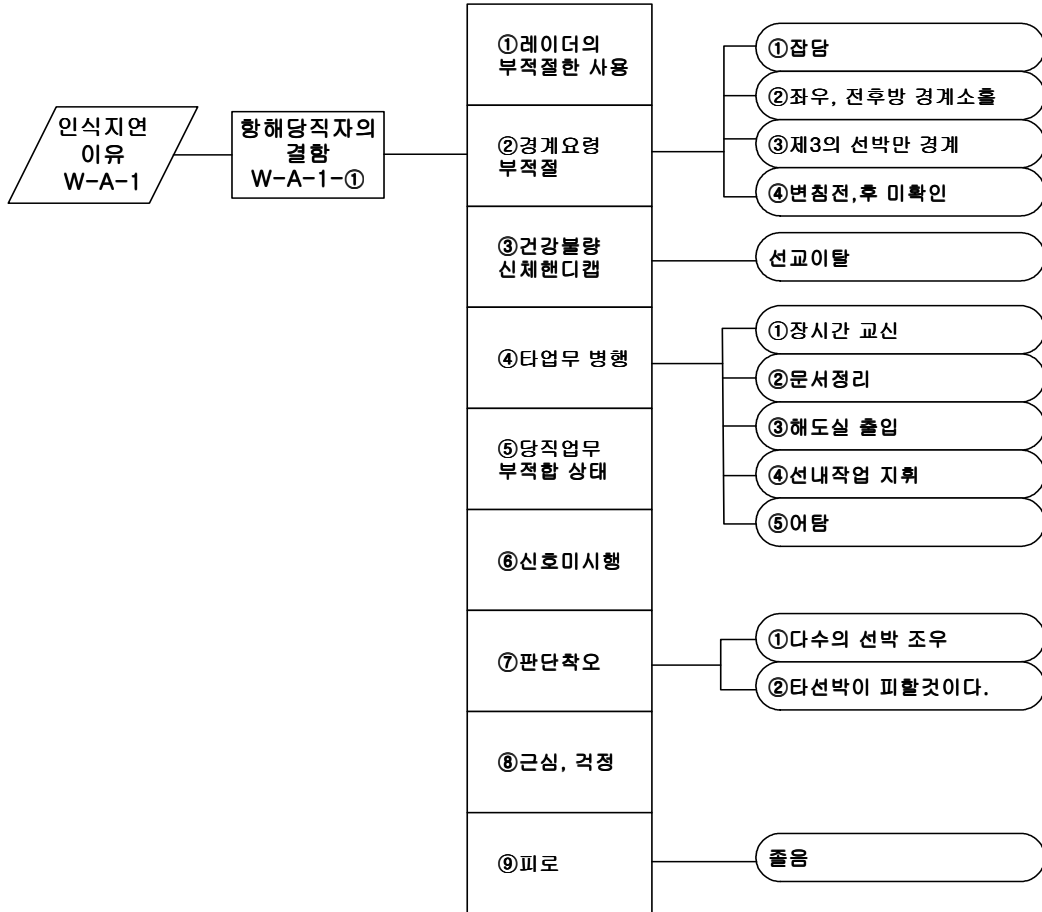 인식지연
이유
W-A-1
항해당직자의
결함
W-A-1-①
①레이더의
부적절한 사용
②경계요령
부적절
③건강불량
신체핸디캡
④타업무 병행
⑤당직업무
부적합 상태
⑥신호미시행
⑦판단착오
⑧근심, 걱정
⑨피로
①잡담
②좌우, 전후방 경계소홀
③제3의 선박만 경계
④변침전,후 미확인
선교이탈
①장시간 교신
②문서정리
③해도실 출입
④선내작업 지휘
⑤어탐
①다수의 선박 조우
②타선박이 피할것이다.
졸음